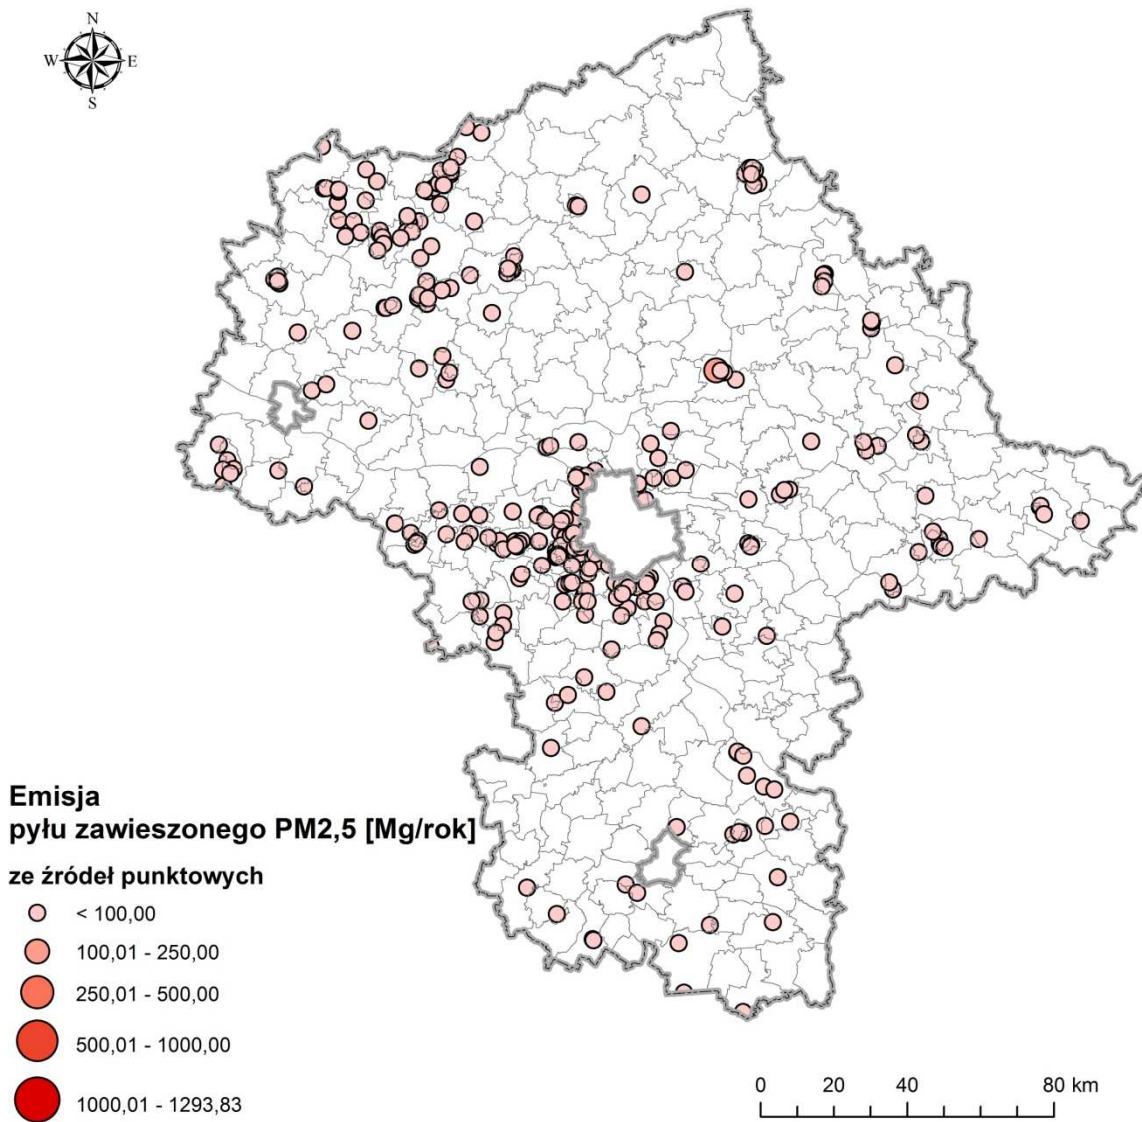 N
W E
S
Emisja
pyłu zawieszonego PM2,5 [Mg/rok]
ze źródeł punktowych
< 100,00
100,01 - 250,00
250,01 - 500,00
500,01 - 1000,00
1000,01 - 1293,83
0 20 40 80 km